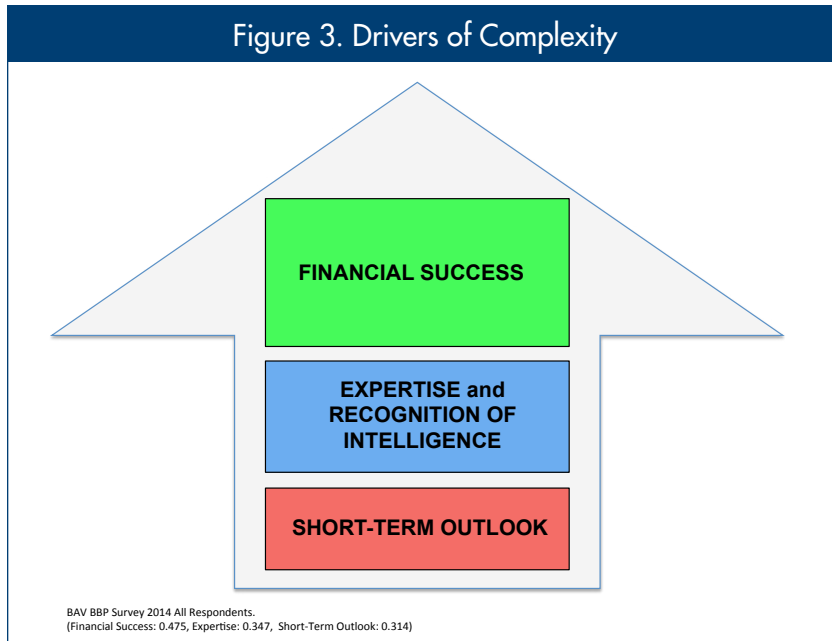 Figure 3. Drivers of Complexity
FINANCIAL SUCCESS
EXPERTISE and
RECOGNITION OF
INTELLIGENCE
SHORT-TERM OUTLOOK
BAV BBP Survey 2014 All Respondents.
(Financial Success: 0.475, Expertise: 0.347, Short-Term Outlook: 0.314)